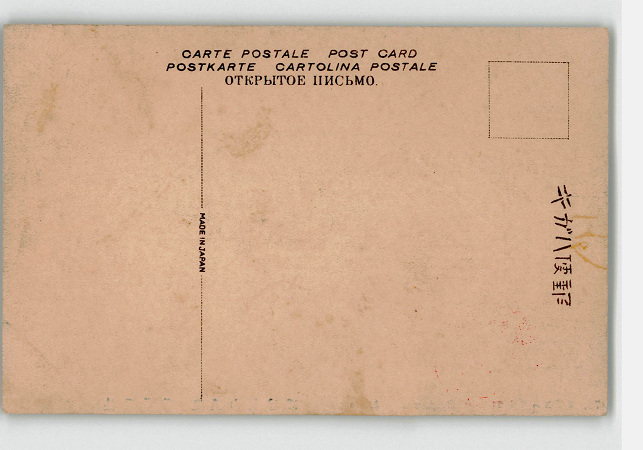 CARTE POSTALE POST CARD
POSTKARTE CARTOLINA POSTALE
ОТКРЫТОЕ ПИСЬМО.
MADE IN JAPAN
郵便ハガキ